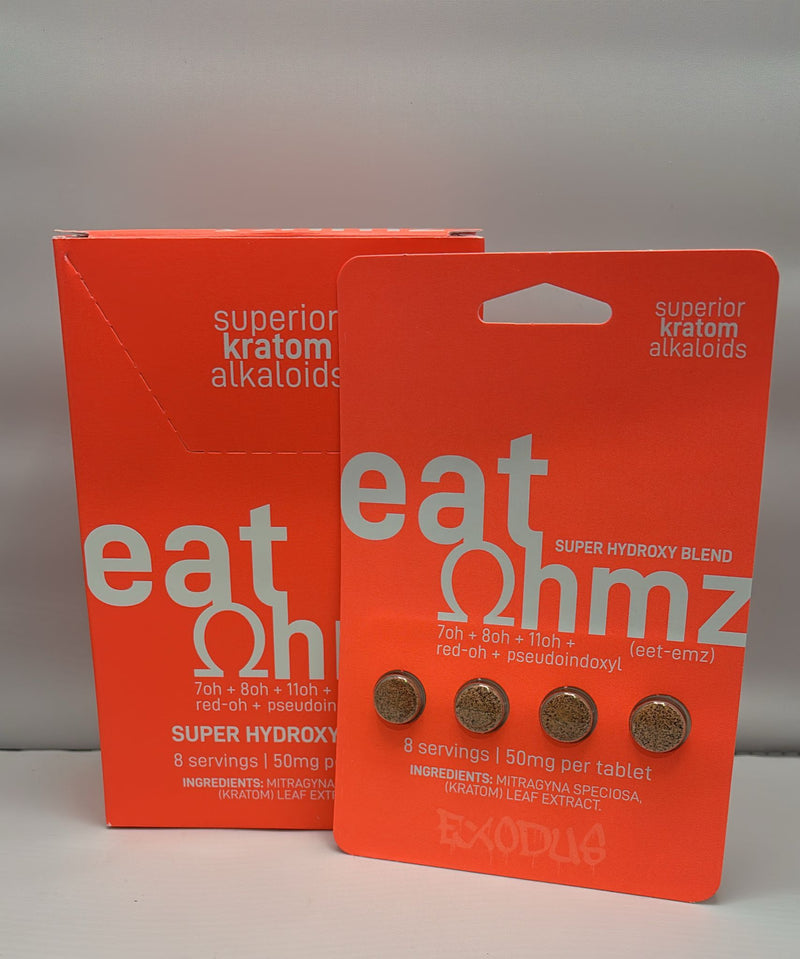 superior
kratom
alkaloids
eat
7oh + 8oh + 11oh +
red-oh + pseudoin
SUPER HYDROXY
8 servings | 50mg
INGREDIENTS: MITRAGYNA
(KRATOM) LEAF
superior
kratom
alkaloids
eat
SUPER HYDROXY BLEND
Ωhmz
7oh + 8oh + 11oh +
(eet-emz)
red-oh + pseudoindoxyl
8 servings | 50mg per tablet
INGREDIENTS: MITRAGYNA SPECIOSA,
(KRATOM) LEAF EXTRACT.
EXODUS